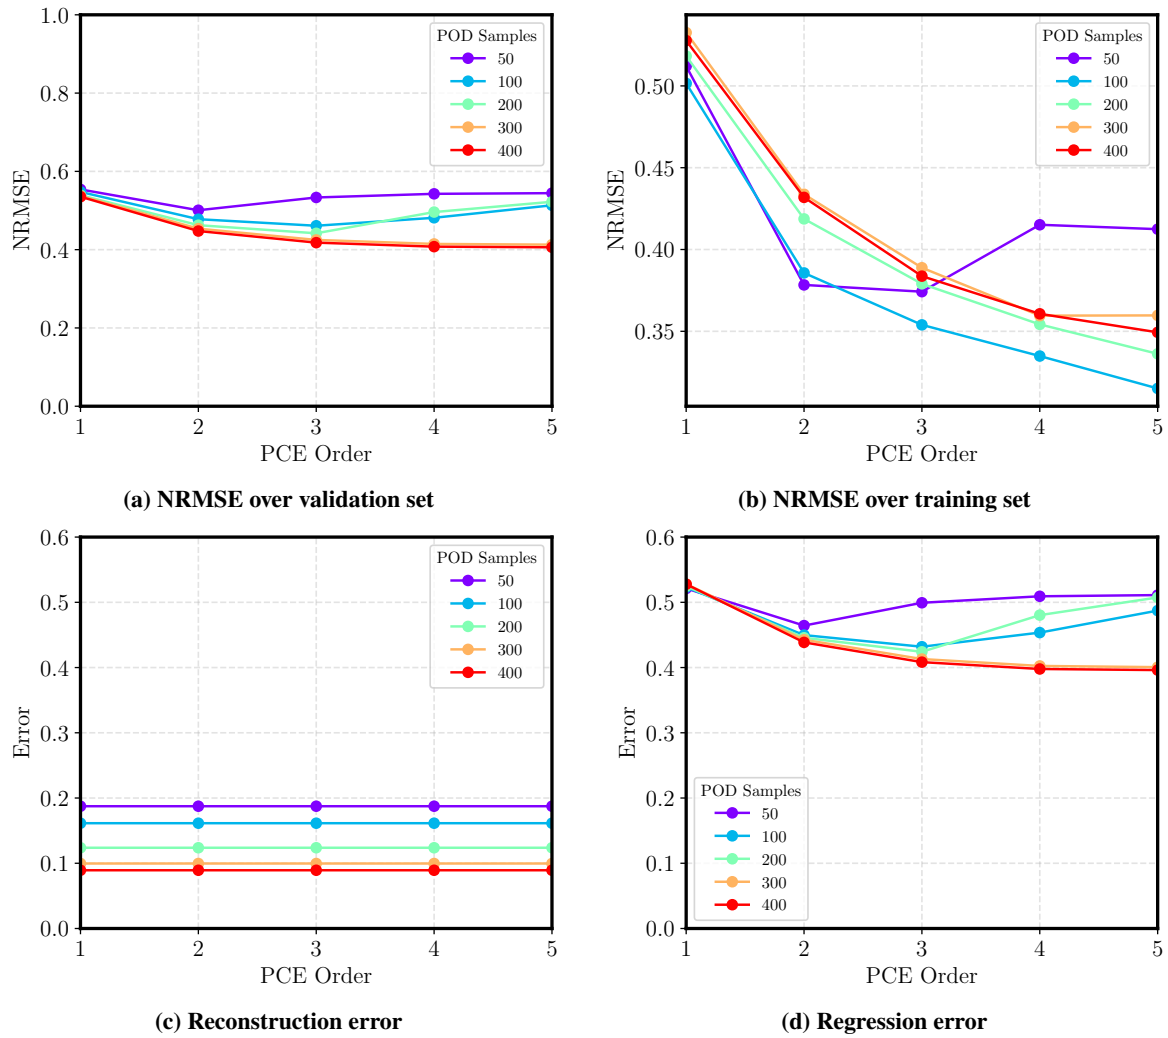 1.0
0.8
0.6
0.4
0.2
0.0
NRMSE
POD Samples
50
100
200
300
400
1 2 3 4 5
PCE Order
(a) NRMSE over validation set
0.50
0.45
0.40
0.35
NRMSE
POD Samples
50
100
200
300
400
1 2 3 4 5
PCE Order
(b) NRMSE over training set
0.6
0.5
0.4
0.3
0.2
0.1
0.0
Error
POD Samples
50
100
200
300
400
1 2 3 4 5
PCE Order
(c) Reconstruction error
0.6
0.5
0.4
0.3
0.2
0.1
0.0
Error
POD Samples
50
100
200
300
400
1 2 3 4 5
PCE Order
(d) Regression error